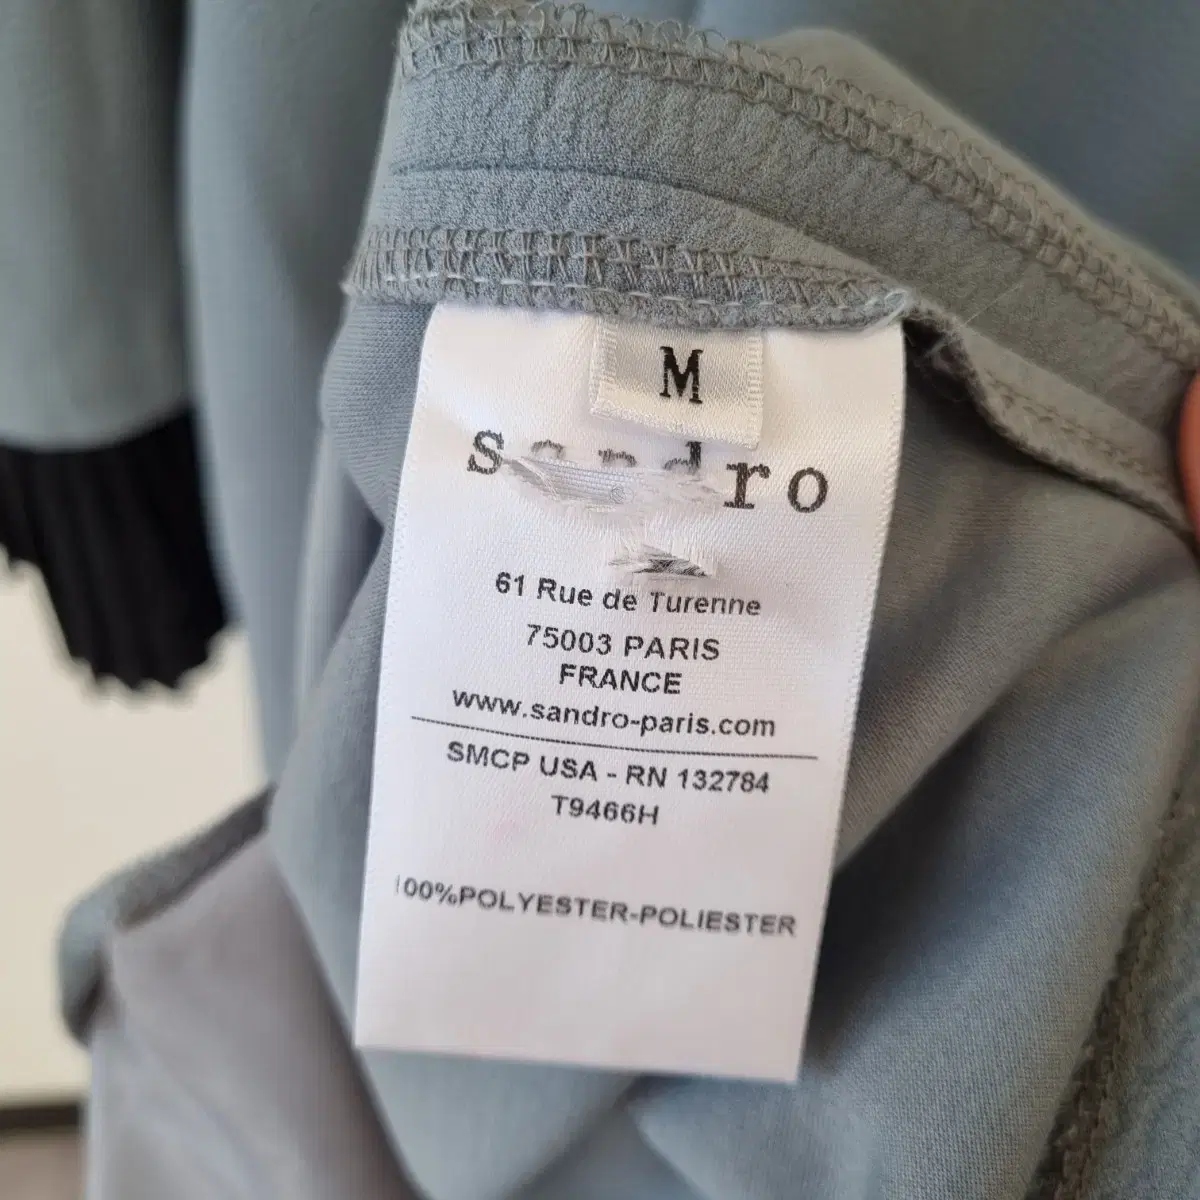 M
sandro
61 Rue de Turenne
75003 PARIS
FRANCE
www.sandro-paris.com
SMCP USA - RN 132784
T9466H
100%POLYESTER-POLIESTER